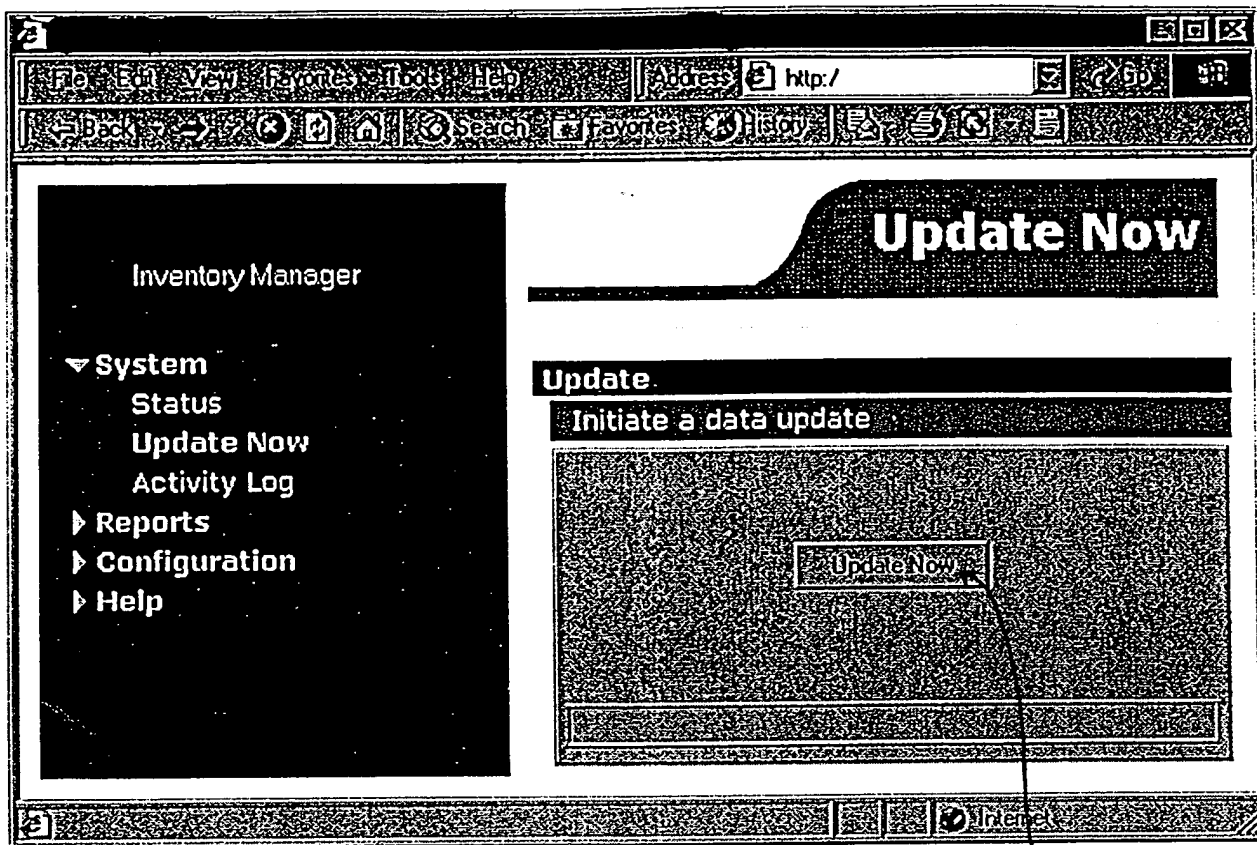 File Edit View Favorites Tools Help Address http:/ Go
Back Search Favorites History
Inventory Manager
System
Status
Update Now
Activity Log
Reports
Configuration
Help
Update Now
Update
Initiate a data update
Update Now
Internet